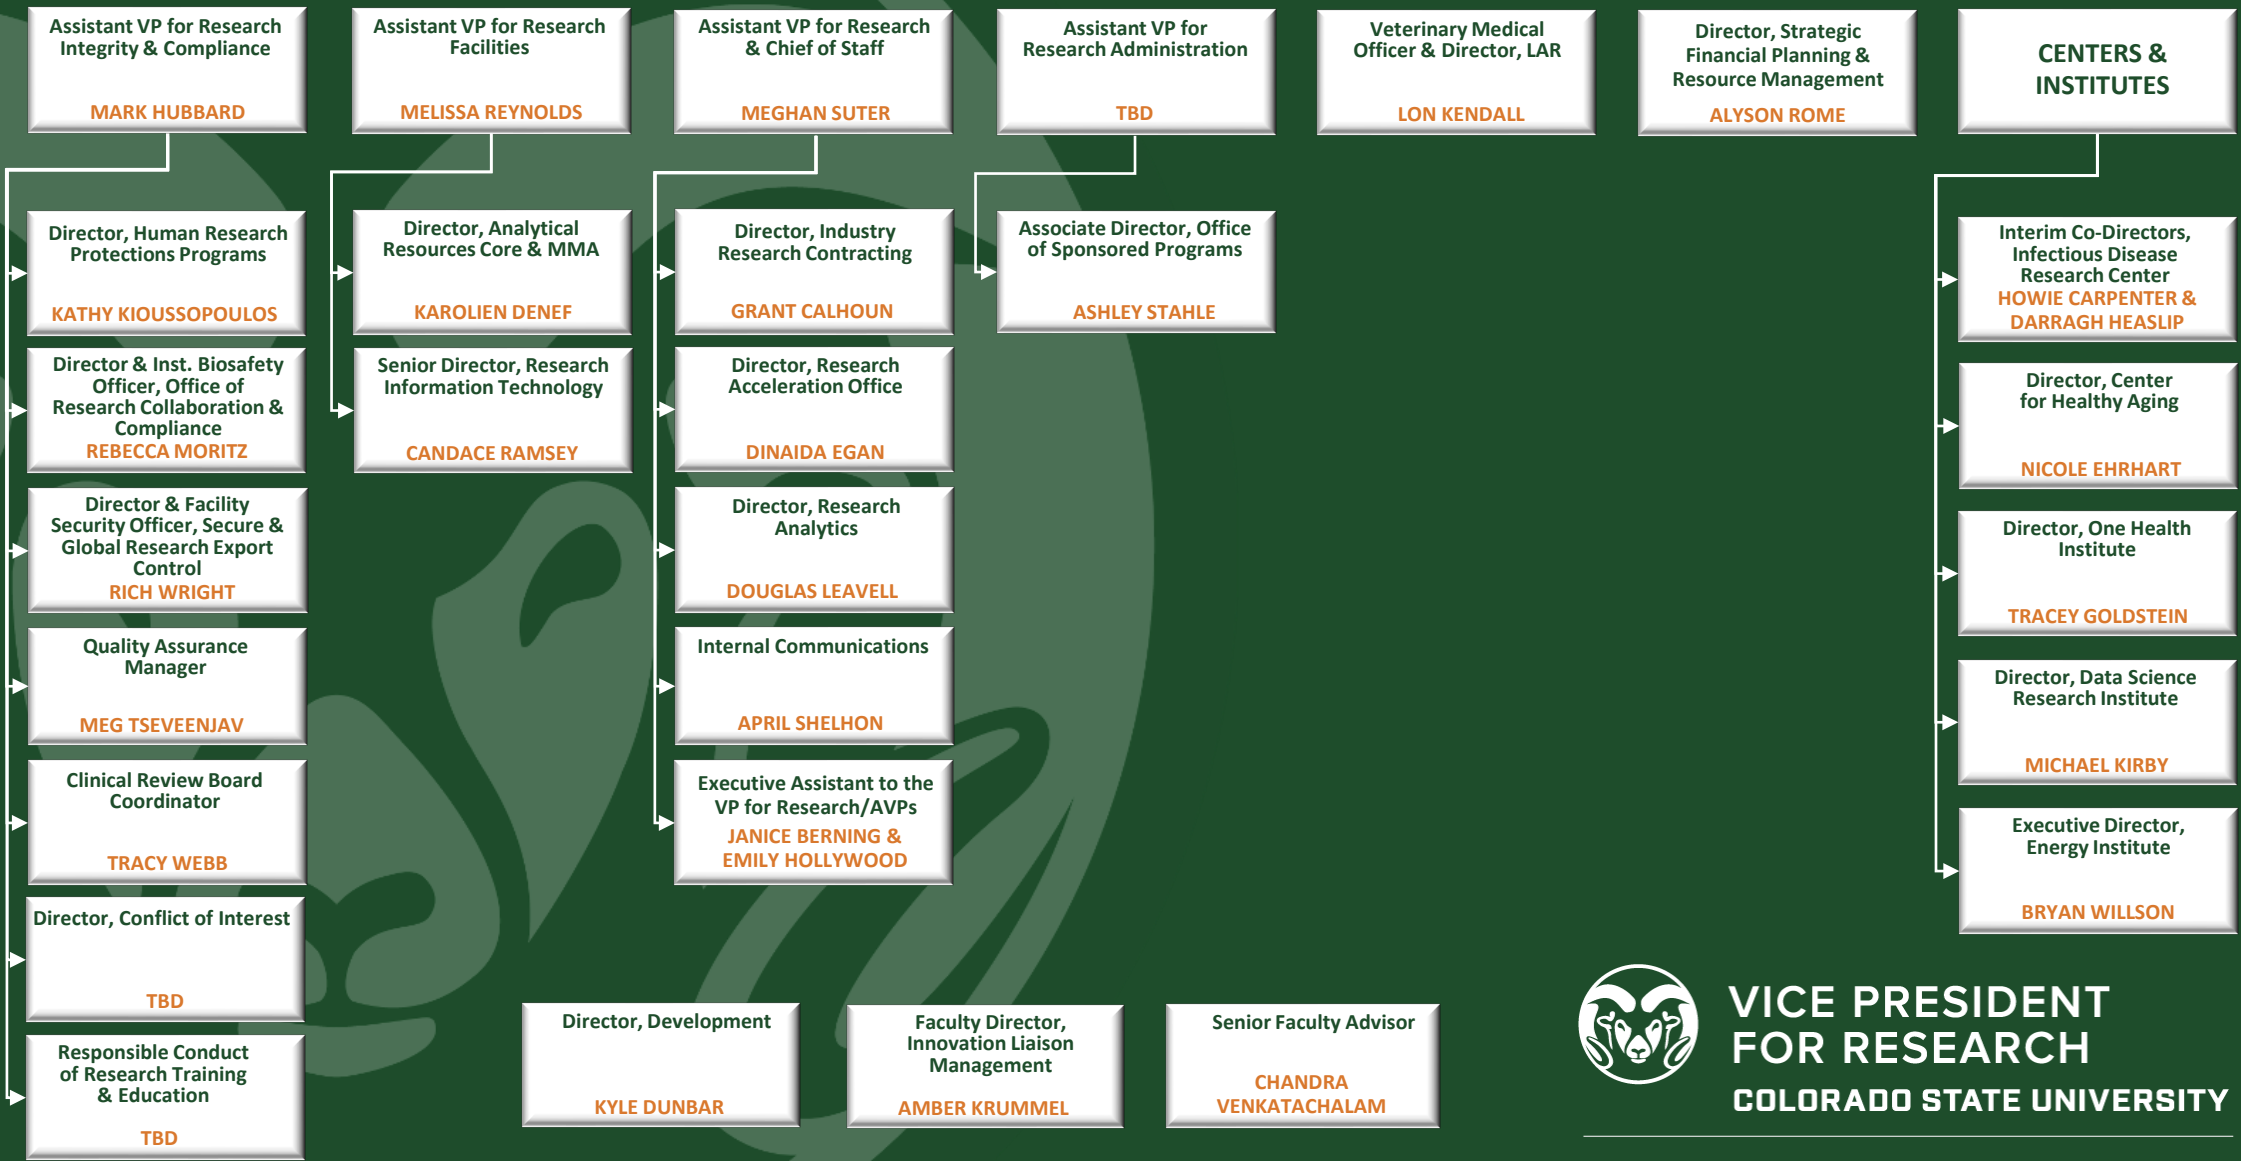 Assistant VP for Research
Integrity & Compliance
MARK HUBBARD
Assistant VP for Research
Facilities
MELISSA REYNOLDS
Assistant VP for Research
& Chief of Staff
MEGHAN SUTER
Assistant VP for
Research Administration
TBD
Veterinary Medical
Officer & Director, LAR
LON KENDALL
Director, Strategic
Financial Planning &
Resource Management
ALYSON ROME
CENTERS &
INSTITUTES
Director, Human Research
Protections Programs
KATHY KIOUSSOPOULOS
Director & Inst. Biosafety
Officer, Office of
Research Collaboration &
Compliance
REBECCA MORITZ
Director & Facility
Security Officer, Secure &
Global Research Export
Control
RICH WRIGHT
Quality Assurance
Manager
MEG TSEVEENJAV
Clinical Review Board
Coordinator
TRACY WEBB
Director, Conflict of Interest
TBD
Responsible Conduct
of Research Training
& Education
TBD
Director, Analytical
Resources Core & MMA
KAROLIEN DENEF
Senior Director, Research
Information Technology
CANDACE RAMSEY
Director, Industry
Research Contracting
GRANT CALHOUN
Director, Research
Acceleration Office
DINAIDA EGAN
Director, Research
Analytics
DOUGLAS LEAVELL
Internal Communications
APRIL SHELHON
Executive Assistant to the
VP for Research/AVPs
JANICE BERNING &
EMILY HOLLYWOOD
Associate Director, Office
of Sponsored Programs
ASHLEY STAHLE
Interim Co-Directors,
Infectious Disease
Research Center
HOWIE CARPENTER &
DARRAGH HEASLIP
Director, Center
for Healthy Aging
NICOLE EHRHART
Director, One Health
Institute
TRACEY GOLDSTEIN
Director, Data Science
Research Institute
MICHAEL KIRBY
Executive Director,
Energy Institute
BRYAN WILLSON
Director, Development
KYLE DUNBAR
Faculty Director,
Innovation Liaison
Management
AMBER KRUMMEL
Senior Faculty Advisor
CHANDRA
VENKATACHALAM
VICE PRESIDENT
FOR RESEARCH
COLORADO STATE UNIVERSITY